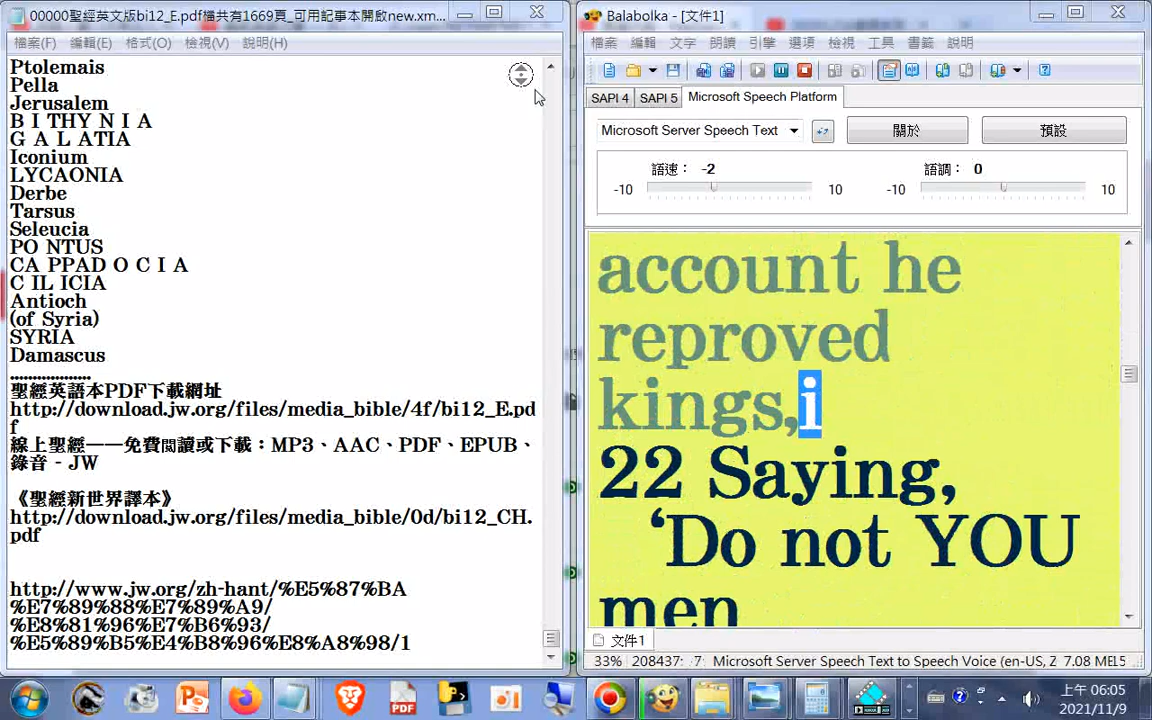 00000聖經英文版bi12_E.pdf檔共有1669頁_可用記事本開啟new.xm...
檔案(F) 編輯(E) 格式(O) 檢視(V) 說明(H)
Ptolemais
Pella
Jerusalem
B I THY N I A
G A L ATIA
Iconium
LYCAONIA
Derbe
Tarsus
Seleucia
PO NTUS
CA PPAD O C I A
C IL ICIA
Antioch
(of Syria)
SYRIA
Damascus
..................
聖經英語本PDF下載網址
http://download.jw.org/files/media_bible/4f/bi12_E.pd
f
線上聖經——免費閱讀或下載：MP3、AAC、PDF、EPUB、
錄音 - JW
《聖經新世界譯本》
http://download.jw.org/files/media_bible/0d/bi12_CH.
pdf
http://www.jw.org/zh-hant/%E5%87%BA
%E7%89%88%E7%89%A9/
%E8%81%96%E7%B6%93/
%E5%89%B5%E4%B8%96%E8%A8%98/1
Balabolka - [文件1]
檔案 編輯 文字 朗讀 引擎 選項 檢視 工具 書籤 說明
SAPI 4 SAPI 5 Microsoft Speech Platform
Microsoft Server Speech Text 關於 預設
語速： -2 語調： 0
-10 10 -10 10
account he
reproved
kings,i
22 Saying,
‘Do not YOU
men
文件1
33% 208437: 7: Microsoft Server Speech Text to Speech Voice (en-US, Z 7.08 ME
上午 06:05
2021/11/9